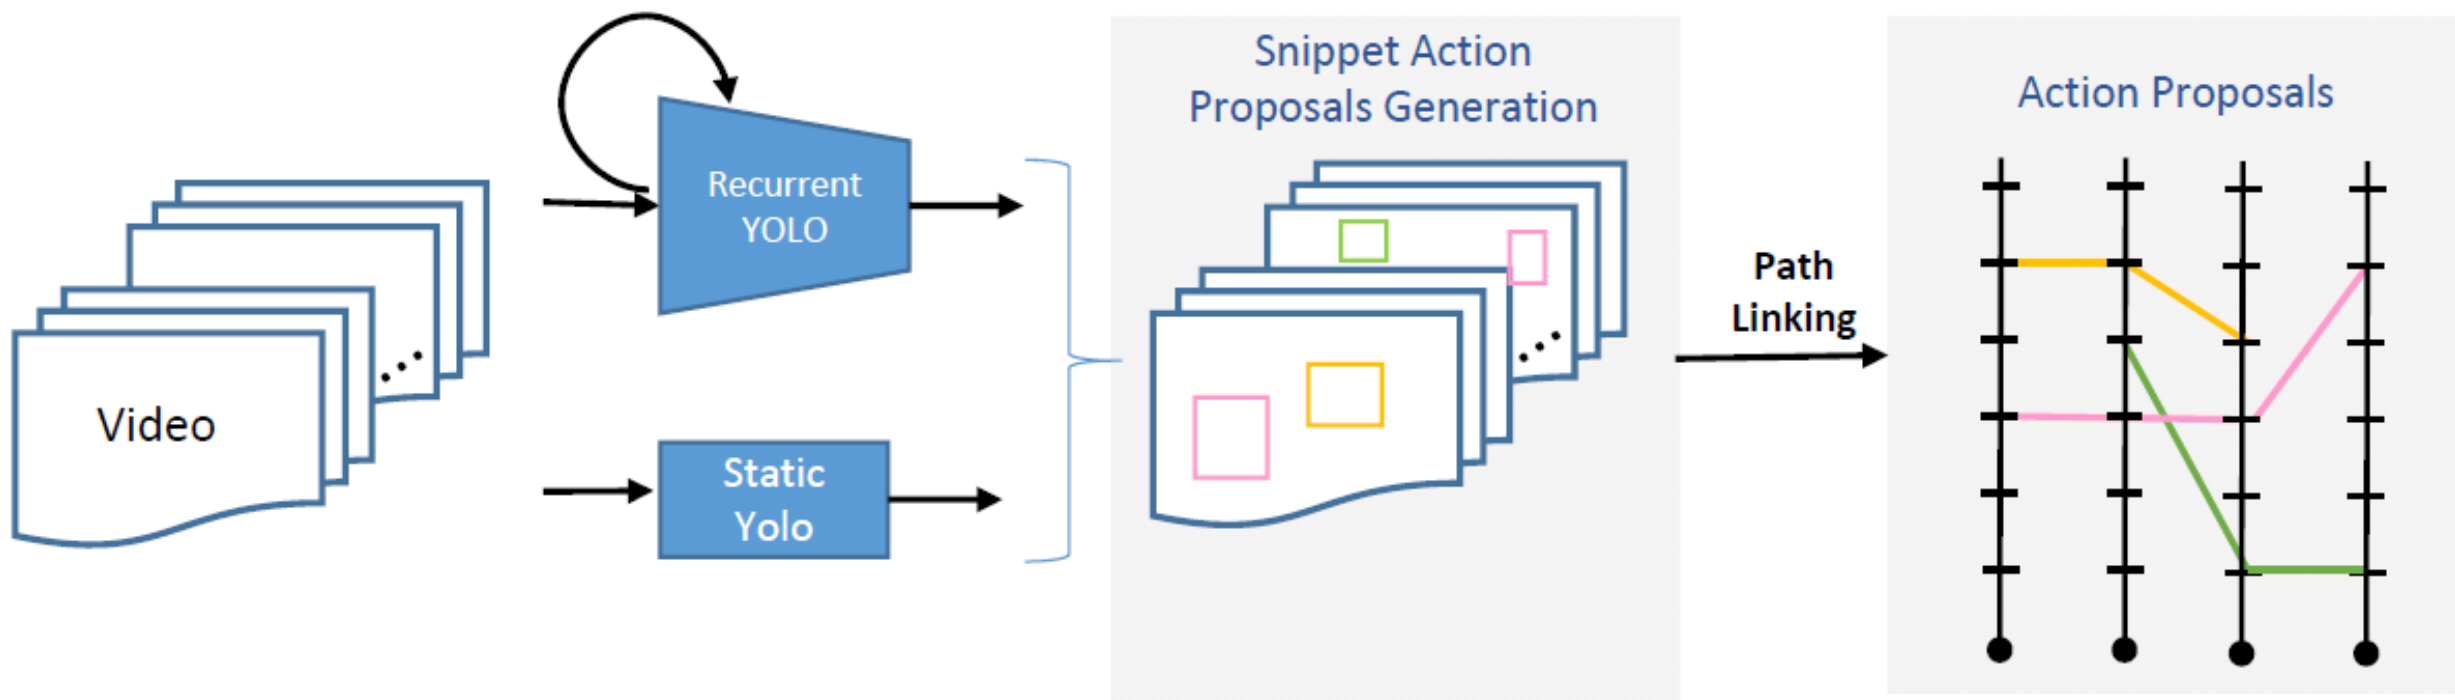 Video
Recurrent
YOLO
Static
Yolo
Snippet Action
Proposals Generation
Path
Linking
Action Proposals